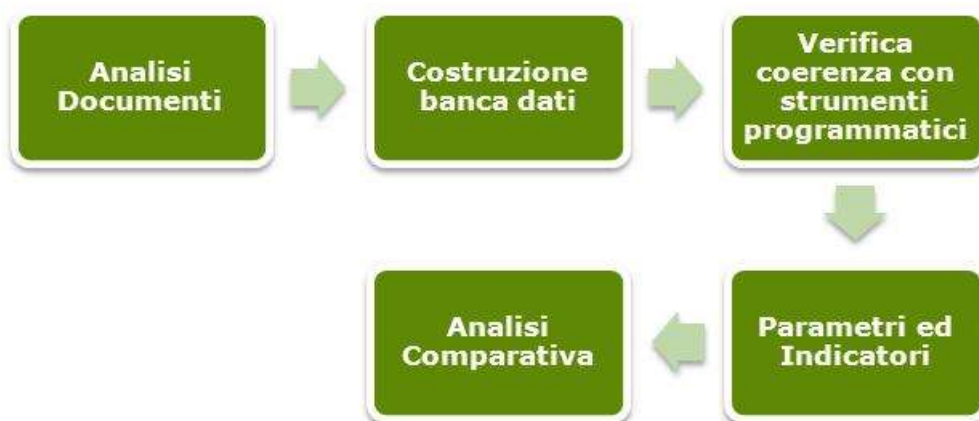 Analisi
Documenti
Costruzione
banca dati
Verifica
coerenza con
strumenti
programmatici
Parametri ed
Indicatori
Analisi
Comparativa